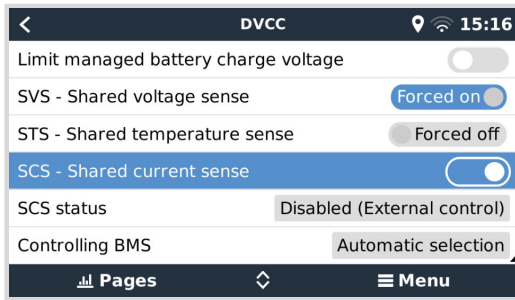 DVCC 15:16
Limit managed battery charge voltage
SVS - Shared voltage sense Forced on
STS - Shared temperature sense Forced off
SCS - Shared current sense
SCS status Disabled (External control)
Controlling BMS Automatic selection
Pages Menu